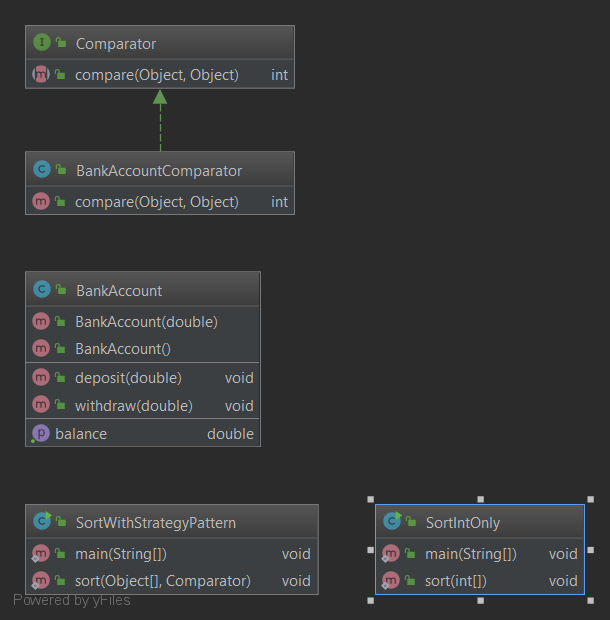 Comparator
compare(Object, Object) int
BankAccountComparator
compare(Object, Object) int
BankAccount
BankAccount(double)
BankAccount()
deposit(double) void
withdraw(double) void
balance double
SortWithStrategyPattern
main(String[]) void
sort(Object[], Comparator) void
SortIntOnly
main(String[]) void
sort(int[]) void
Powered by yFiles